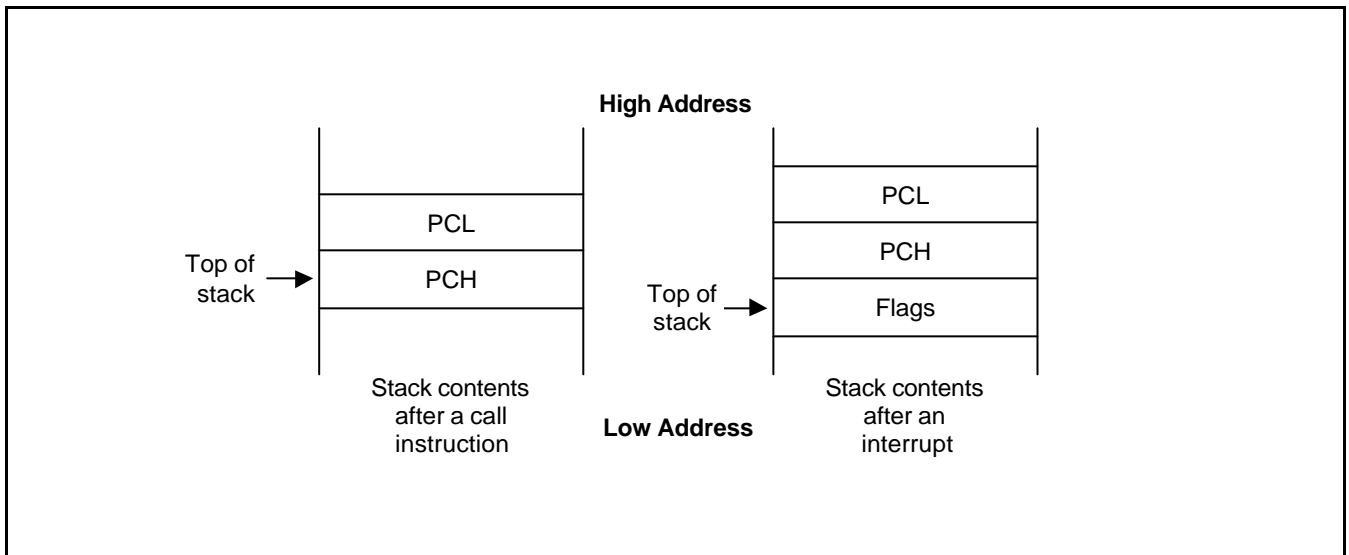 High Address
PCL
PCH
Top of
stack
Stack contents
after a call
instruction
PCL
PCH
Flags
Top of
stack
Stack contents
after an
interrupt
Low Address